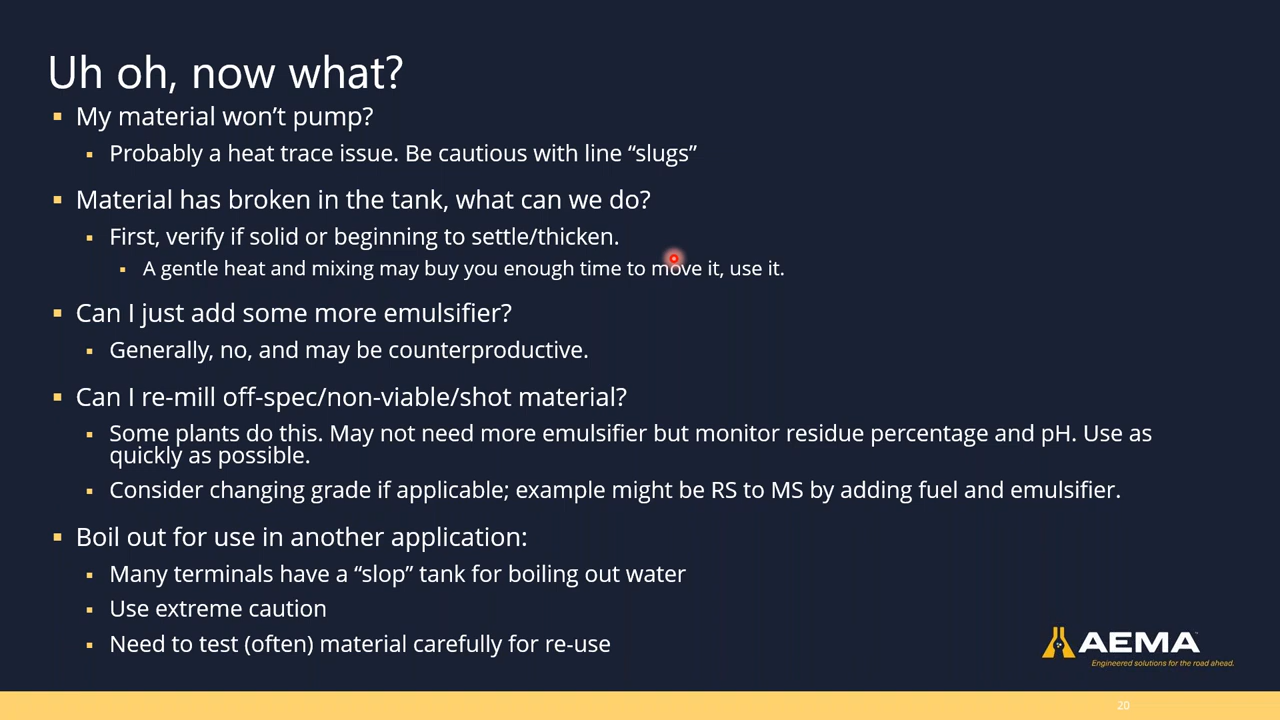 Uh oh, now what?
My material won’t pump?
Probably a heat trace issue. Be cautious with line “slugs”
Material has broken in the tank, what can we do?
First, verify if solid or beginning to settle/thicken.
A gentle heat and mixing may buy you enough time to move it, use it.
Can I just add some more emulsifier?
Generally, no, and may be counterproductive.
Can I re-mill off-spec/non-viable/shot material?
Some plants do this. May not need more emulsifier but monitor residue percentage and pH. Use as
quickly as possible.
Consider changing grade if applicable; example might be RS to MS by adding fuel and emulsifier.
Boil out for use in another application:
Many terminals have a “slop” tank for boiling out water
Use extreme caution
Need to test (often) material carefully for re-use
AEMA
Engineered solutions for the road ahead.
20